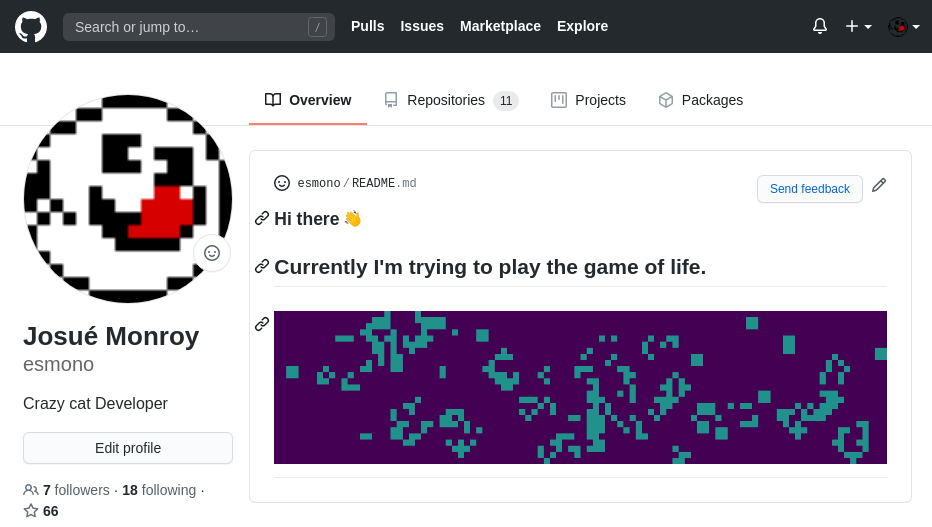 Search or jump to…
/
Pulls Issues Marketplace Explore
Overview Repositories 11 Projects Packages
esmono/README.md
Send feedback
Hi there 👋
Currently I'm trying to play the game of life.
Josué Monroy
esmono
Crazy cat Developer
Edit profile
7 followers · 18 following ·
66